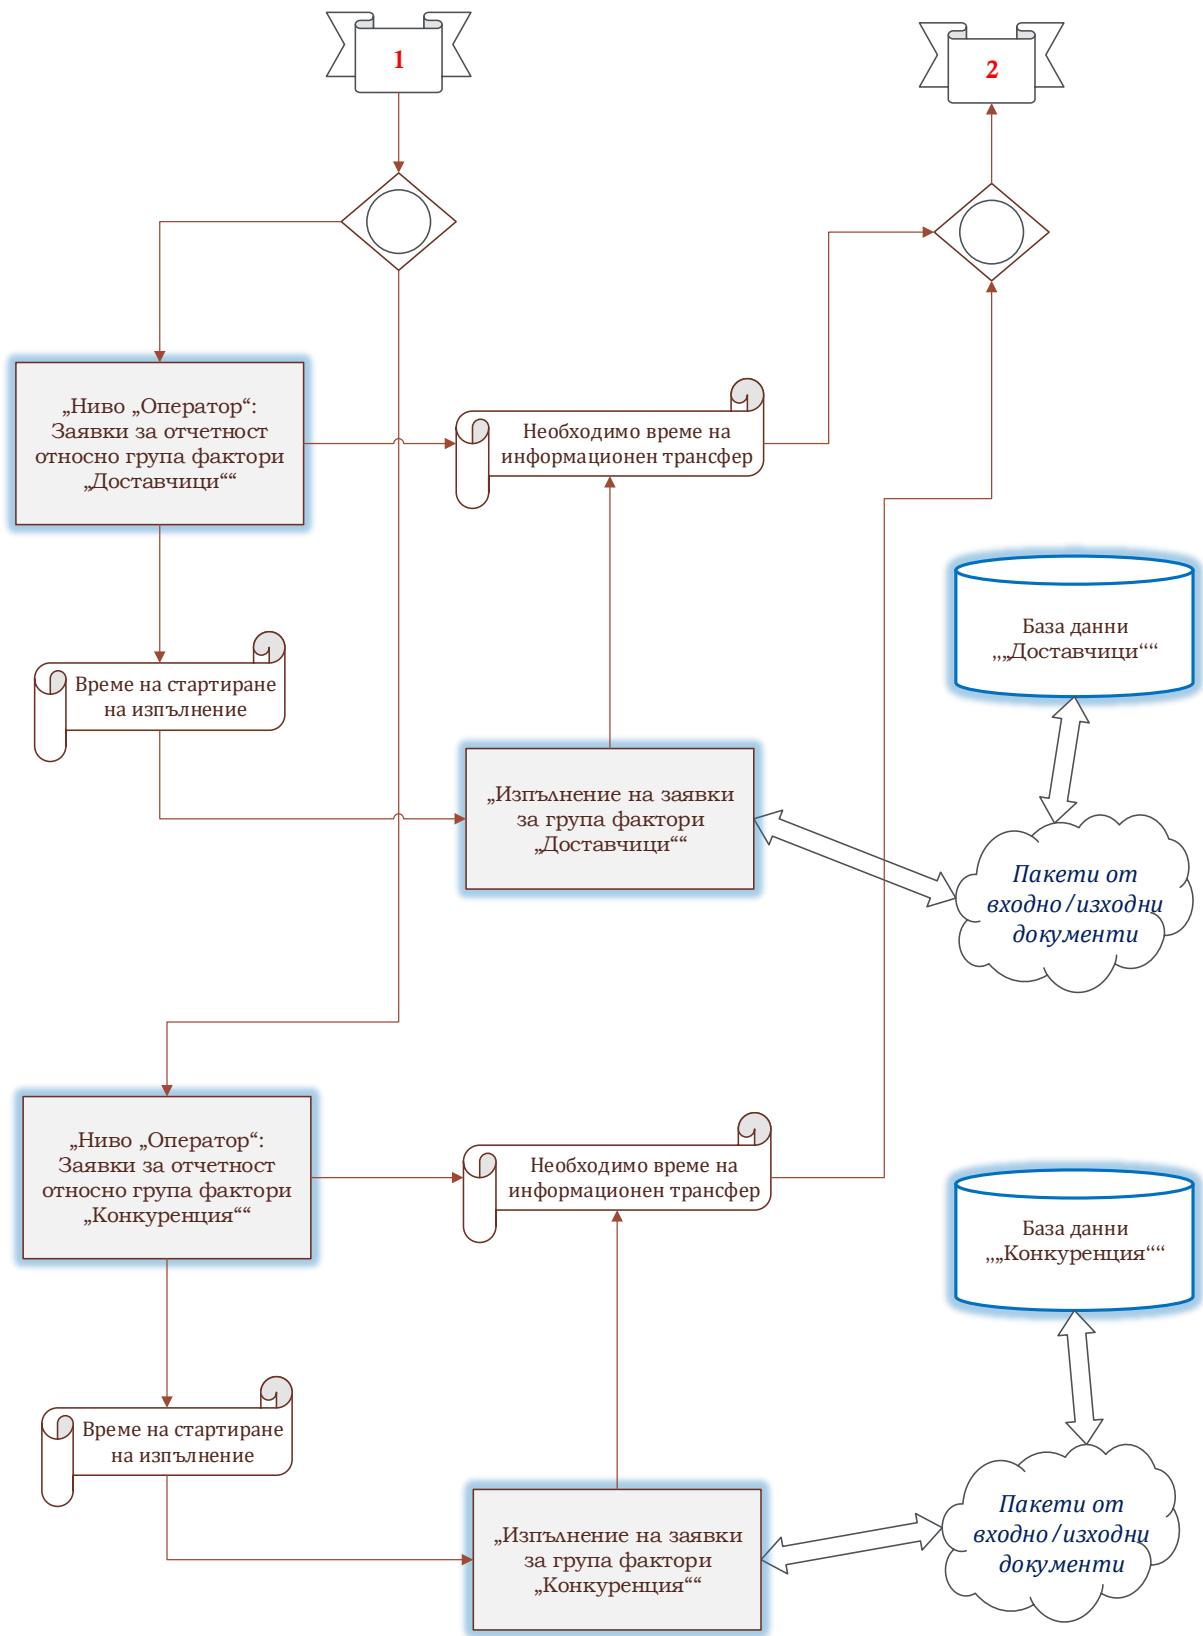 1
2
„Ниво „Оператор“:
Заявки за отчетност
относно група фактори
„Доставчици““
Необходимо време на
информационен трансфер
База данни
„„Доставчици““
Време на стартиране
на изпълнение
„Изпълнение на заявки
за група фактори
„Доставчици““
Пакети от
входно/изходни
документи
„Ниво „Оператор“:
Заявки за отчетност
относно група фактори
„Конкуренция““
Необходимо време на
информационен трансфер
База данни
„„Конкуренция““
Време на стартиране
на изпълнение
„Изпълнение на заявки
за група фактори
„Конкуренция““
Пакети от
входно/изходни
документи